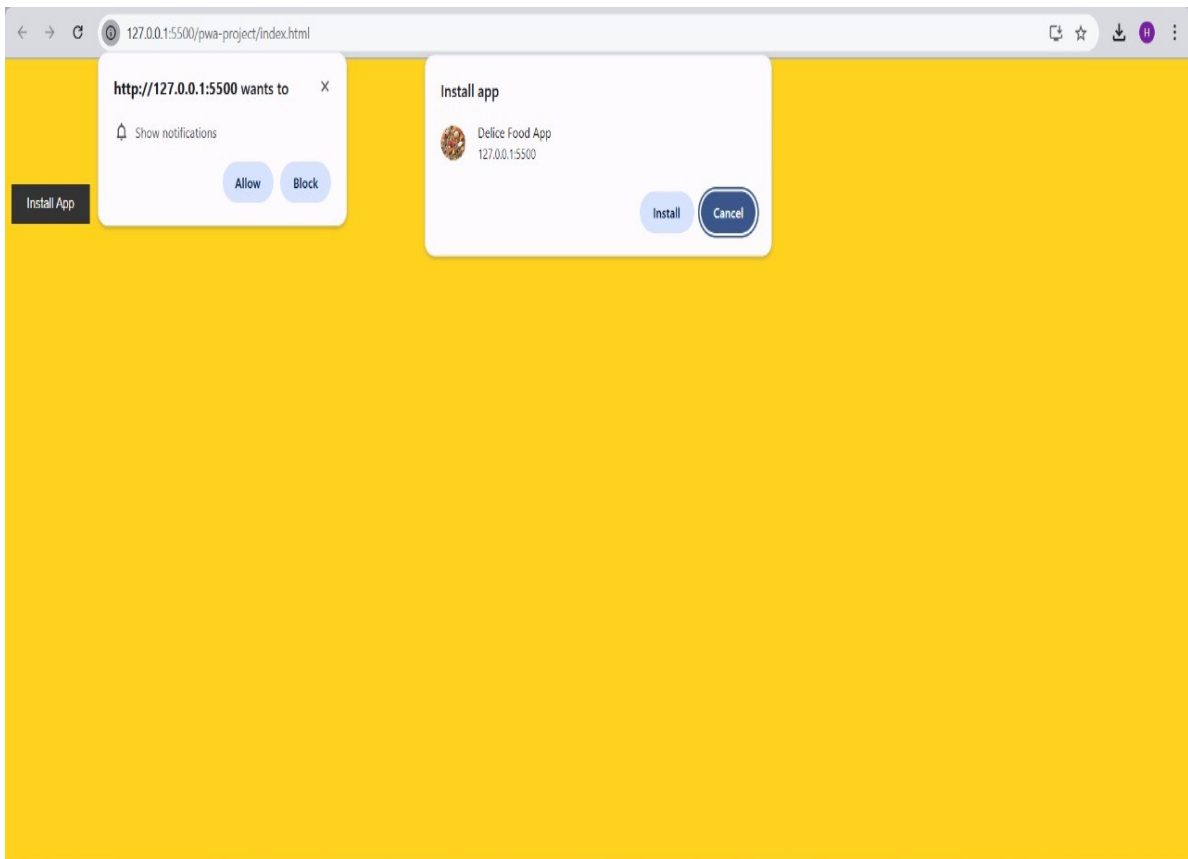 127.0.0.1:5500/pwa-project/index.html
H
http://127.0.0.1:5500 wants to
Show notifications
Allow Block
Install app
Delice Food App
127.0.0.1:5500
Install Cancel
Install App